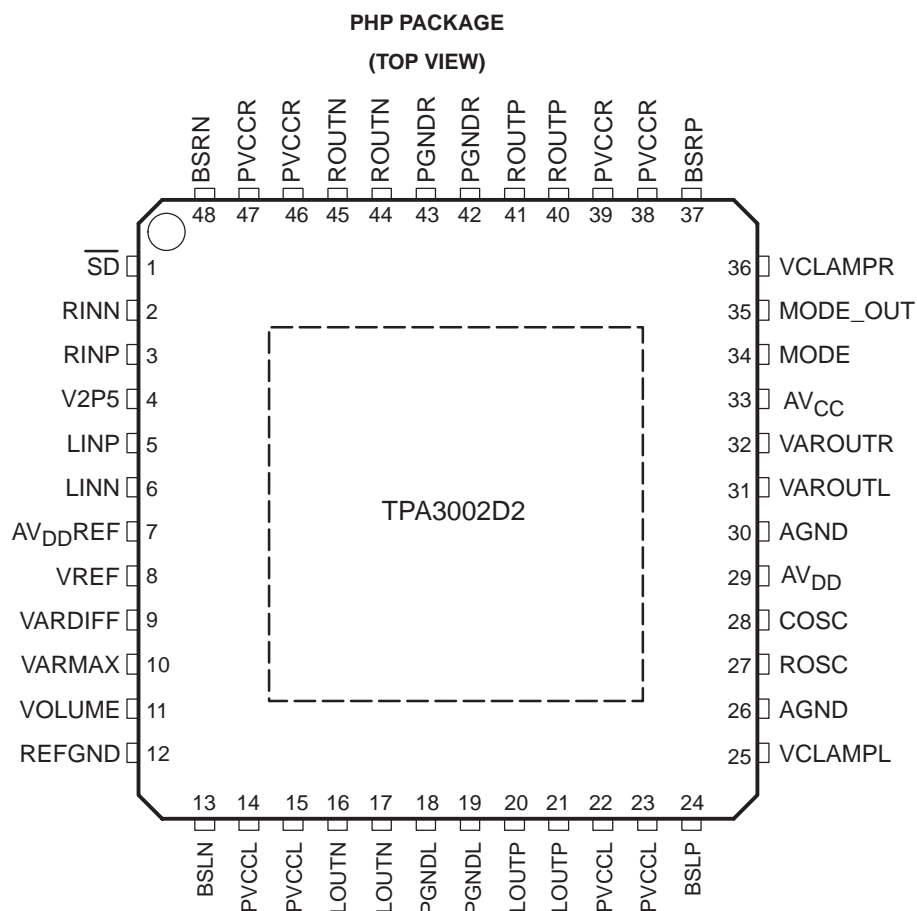 PHP PACKAGE
(TOP VIEW)
BSRN
PVCCR
PVCCR
ROUTN
ROUTN
PGNDR
PGNDR
ROUTP
ROUTP
PVCCR
PVCCR
BSRP
48 47 46 45 44 43 42 41 40 39 38 37
SD 1
RINN 2
RINP 3
V2P5 4
LINP 5
LINN 6
AVDDREF 7
VREF 8
VARDIFF 9
VARMAX 10
VOLUME 11
REFGND 12
TPA3002D2
36 VCLAMPR
35 MODE_OUT
34 MODE
33 AVCC
32 VAROUTR
31 VAROUTL
30 AGND
29 AVDD
28 COSC
27 ROSC
26 AGND
25 VCLAMPL
13 14 15 16 17 18 19 20 21 22 23 24
BSLN
PVCCL
PVCCL
LOUTN
LOUTN
PGNDL
PGNDL
LOUTP
LOUTP
PVCCL
PVCCL
BSLP